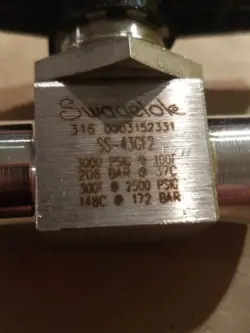 Swagelok
316 0003152331
SS-43GF2
3000 PSIG @ 100F
206 BAR @ 37C
300F @ 2500 PSIG
148C @ 172 BAR